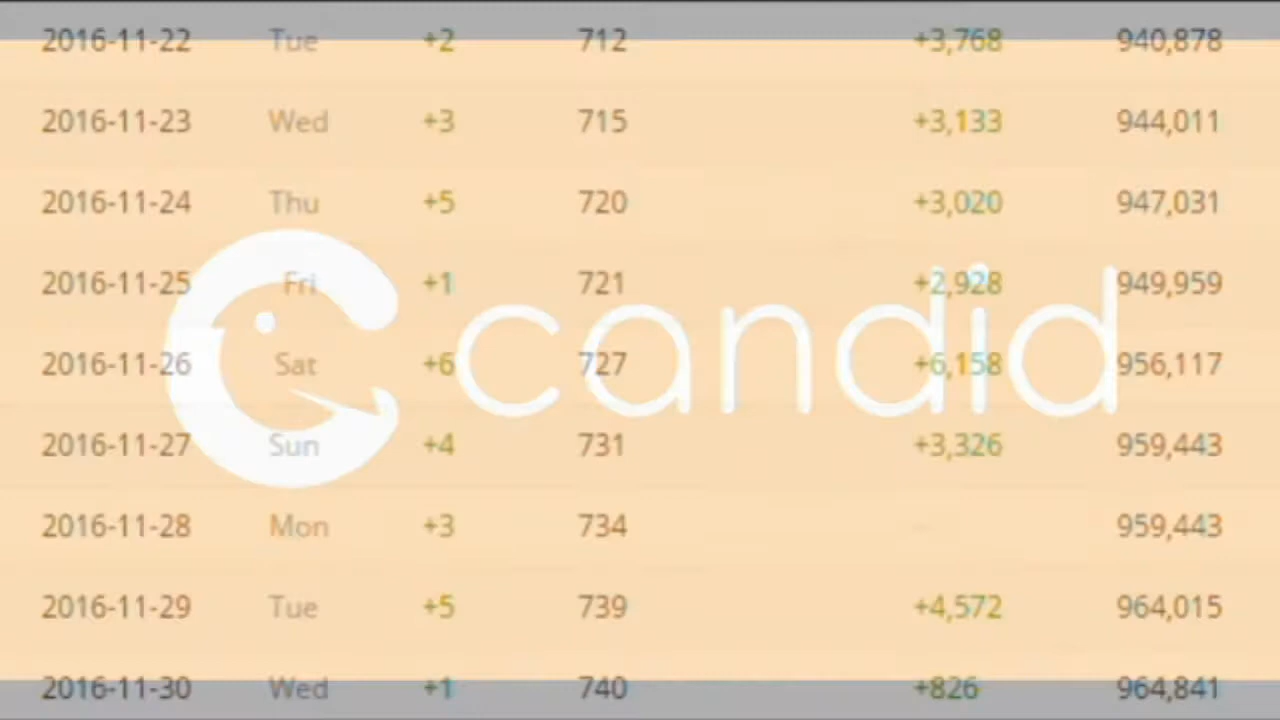 2016-11-22 Tue +2 712 +3,768 940,878
2016-11-23 Wed +3 715 +3,133 944,011
2016-11-24 Thu +5 720 +3,020 947,031
2016-11-25 Fri +1 721 +2,928 949,959
candid
2016-11-26 Sat +6 727 +6,158 956,117
2016-11-27 Sun +4 731 +3,326 959,443
2016-11-28 Mon +3 734 -- 959,443
2016-11-29 Tue +5 739 +4,572 964,015
2016-11-30 Wed +1 740 +826 964,841